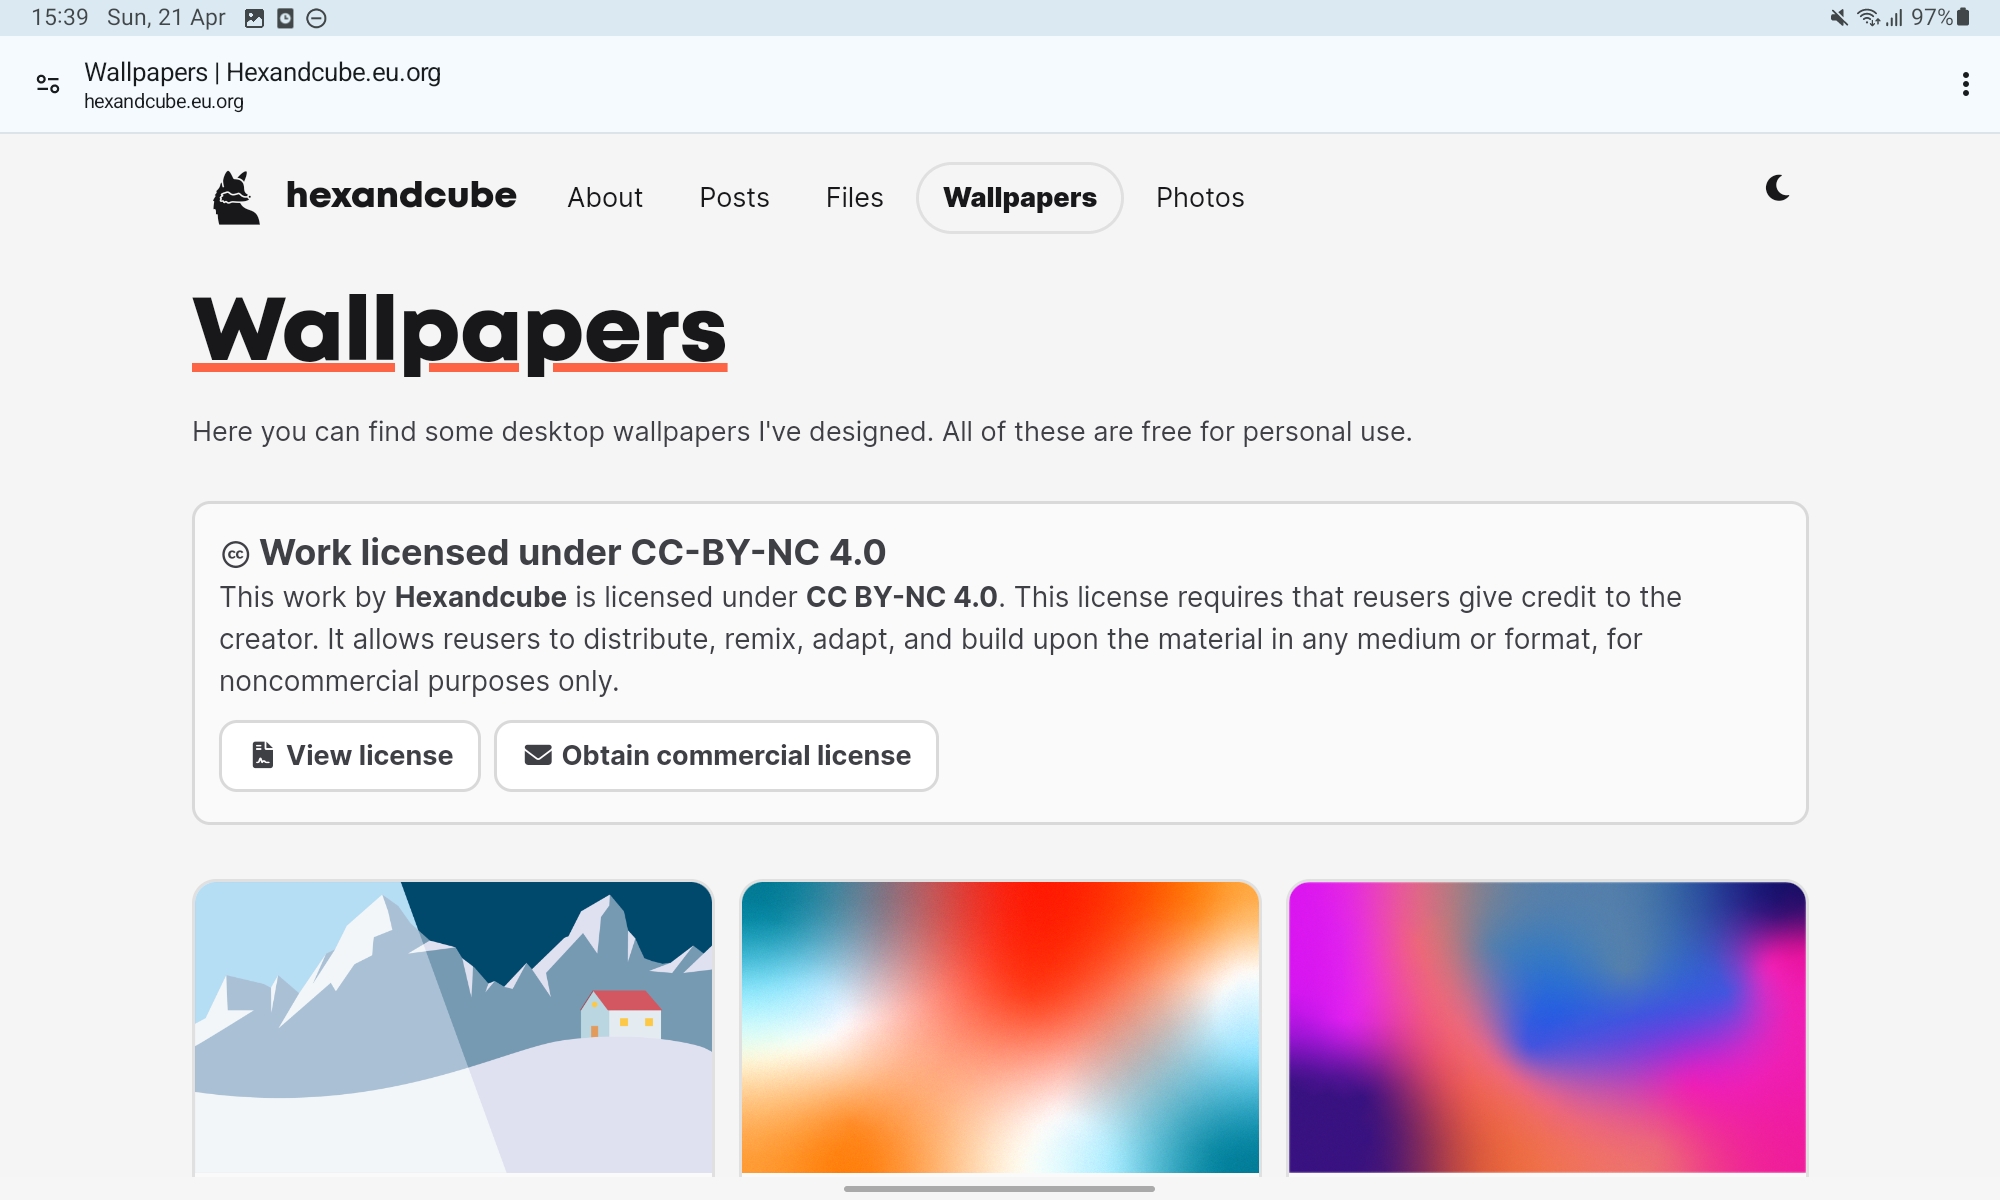 15:39 Sun, 21 Apr 97%
Wallpapers | Hexandcube.eu.org
hexandcube.eu.org
hexandcube About Posts Files Wallpapers Photos
Wallpapers
Here you can find some desktop wallpapers I've designed. All of these are free for personal use.
cc Work licensed under CC-BY-NC 4.0
This work by Hexandcube is licensed under CC BY-NC 4.0. This license requires that reusers give credit to the
creator. It allows reusers to distribute, remix, adapt, and build upon the material in any medium or format, for
noncommercial purposes only.
View license Obtain commercial license